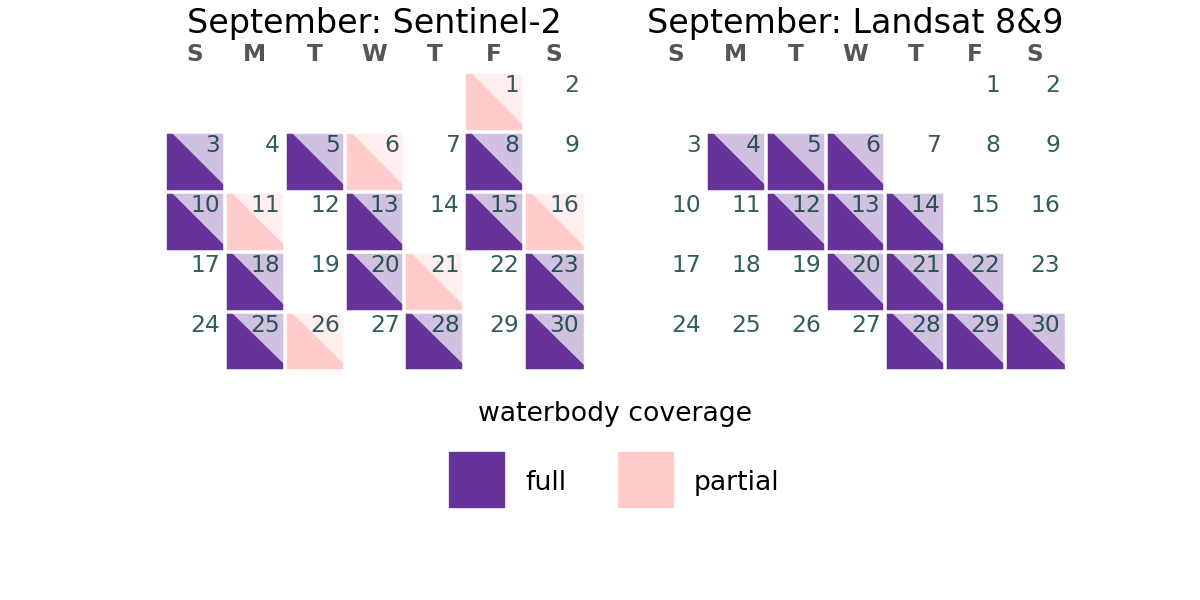 September: Sentinel-2
S M T W T F S
1 2
3 4 5 6 7 8 9
10 11 12 13 14 15 16
17 18 19 20 21 22 23
24 25 26 27 28 29 30
September: Landsat 8&9
S M T W T F S
1 2
3 4 5 6 7 8 9
10 11 12 13 14 15 16
17 18 19 20 21 22 23
24 25 26 27 28 29 30
waterbody coverage
full partial